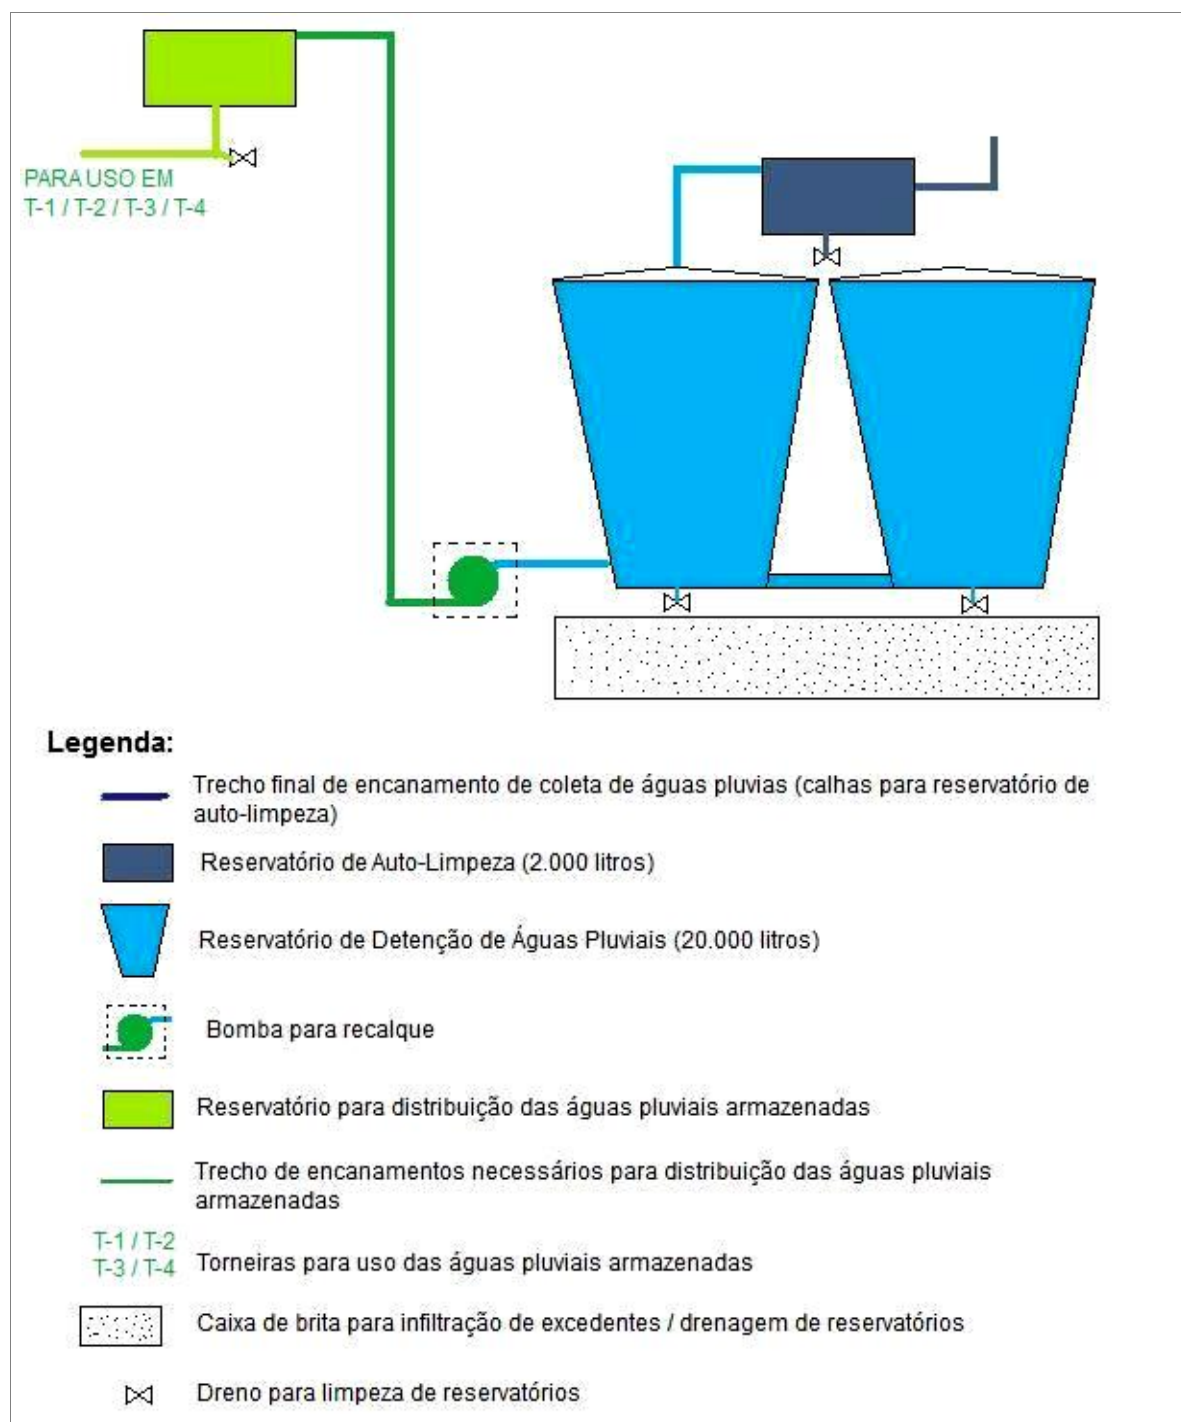 PARA USO EM
T-1 / T-2 / T-3 / T-4
Legenda:
Trecho final de encanamento de coleta de águas pluvias (calhas para reservatório de
auto-limpeza)
Reservatório de Auto-Limpeza (2.000 litros)
Reservatório de Detenção de Águas Pluviais (20.000 litros)
Bomba para recalque
Reservatório para distribuição das águas pluviais armazenadas
Trecho de encanamentos necessários para distribuição das águas pluviais
armazenadas
T-1 / T-2
T-3 / T-4
Torneiras para uso das águas pluviais armazenadas
Caixa de brita para infiltração de excedentes / drenagem de reservatórios
Dreno para limpeza de reservatórios